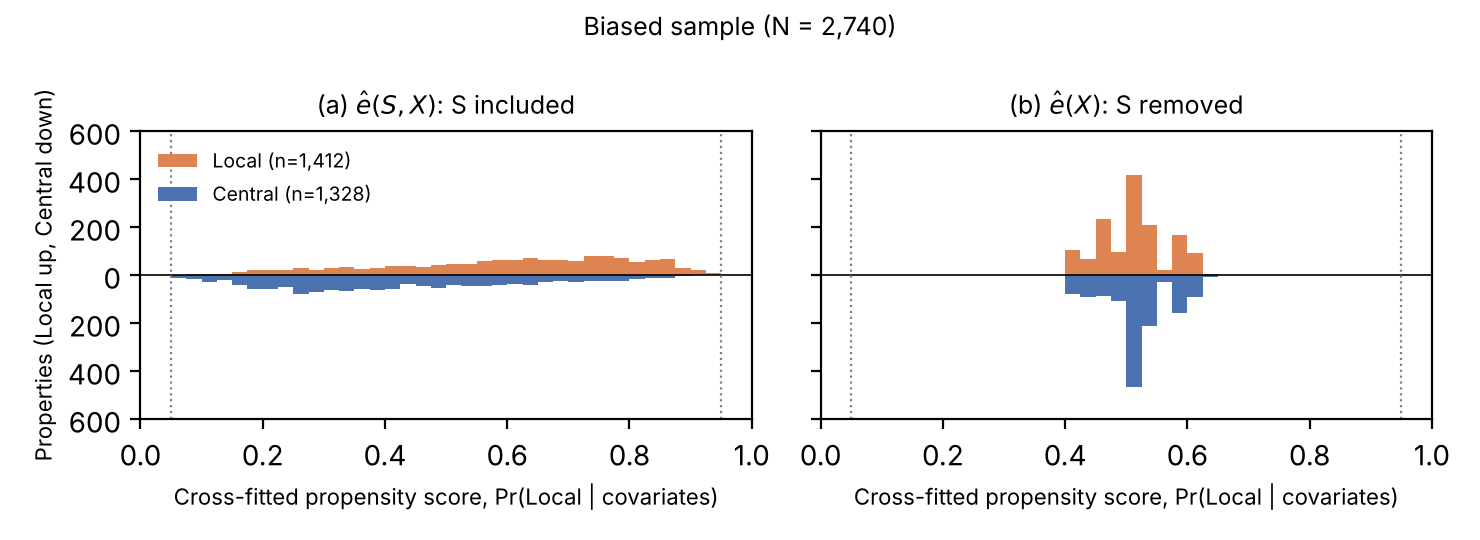 Biased sample (N = 2,740)
(a) ê(S, X): S included
Properties (Local up, Central down)
600
400
200
0
200
400
600
Local (n=1,412)
Central (n=1,328)
0.0 0.2 0.4 0.6 0.8 1.0
Cross-fitted propensity score, Pr(Local | covariates)
(b) ê(X): S removed
0.0 0.2 0.4 0.6 0.8 1.0
Cross-fitted propensity score, Pr(Local | covariates)